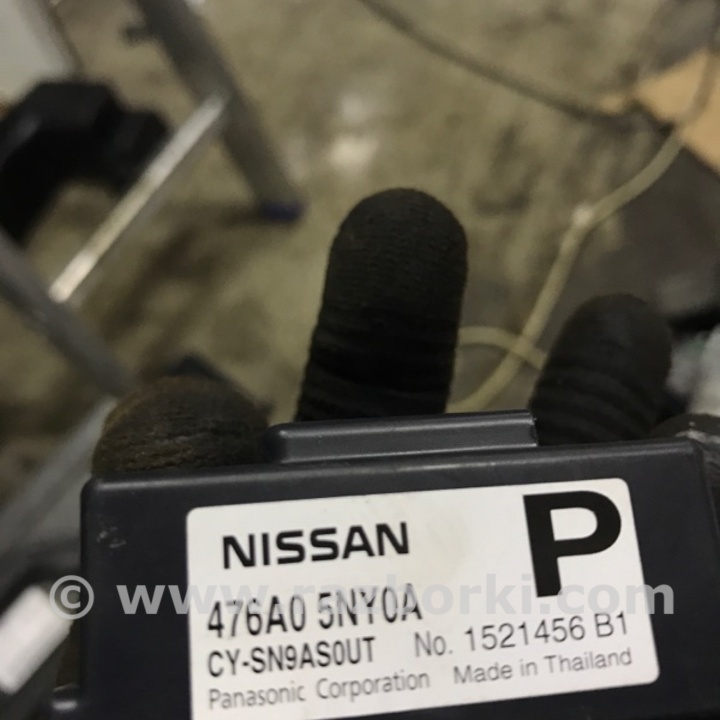 NISSAN
P
476A0 5NY0A
CY-SN9AS0UT No. 1521456 B1
Panasonic Corporation Made in Thailand
© www.razborki.com